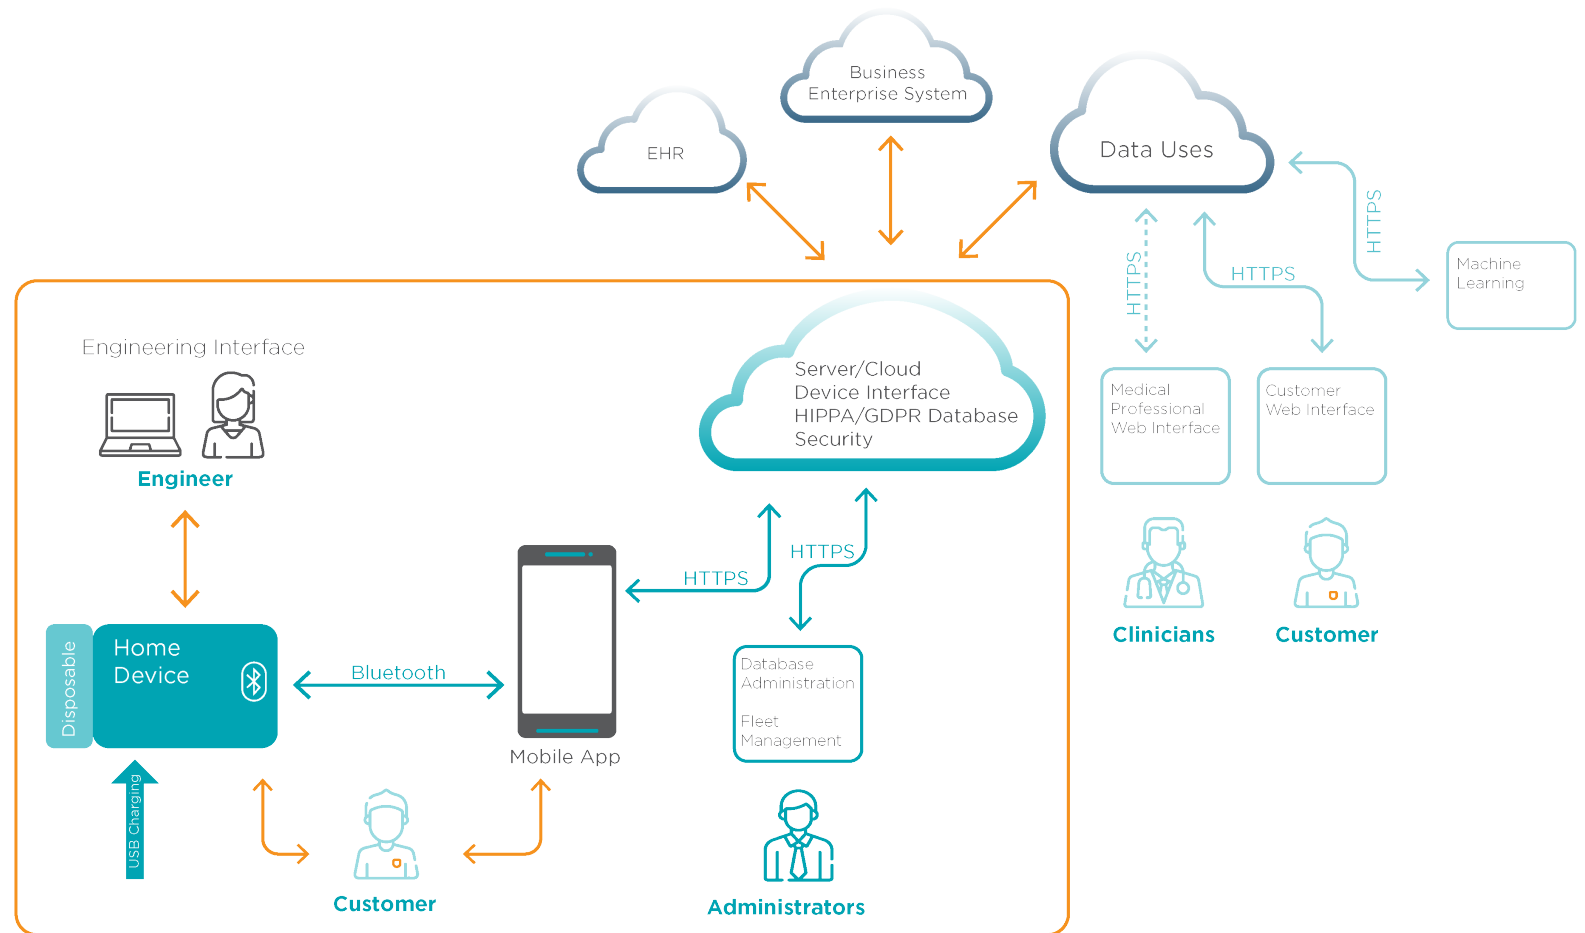 Business
Enterprise System
EHR
Data Uses
HTTPS
HTTPS
HTTPS
Machine
Learning
Engineering Interface
Engineer
Server/Cloud
Device Interface
HIPPA/GDPR Database
Security
Medical
Professional
Web Interface
Customer
Web Interface
HTTPS
HTTPS
Clinicians
Customer
Disposable
Home
Device
Bluetooth
Mobile App
Database
Administration
Fleet
Management
USB Charging
Customer
Administrators